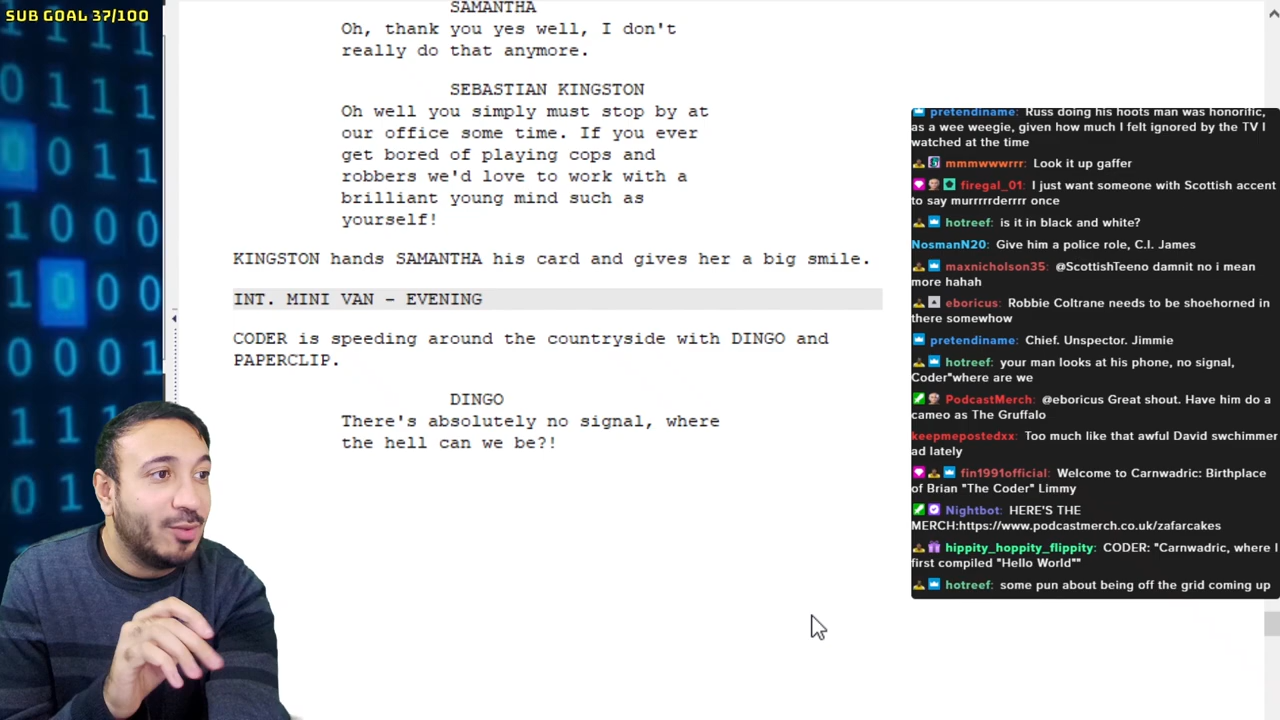 SUB GOAL 37/100
SAMANTHA
Oh, thank you yes well, I don't
really do that anymore.
SEBASTIAN KINGSTON
Oh well you simply must stop by at
our office some time. If you ever
get bored of playing cops and
robbers we'd love to work with a
brilliant young mind such as
yourself!
KINGSTON hands SAMANTHA his card and gives her a big smile.
INT. MINI VAN - EVENING
CODER is speeding around the countryside with DINGO and
PAPERCLIP.
DINGO
There's absolutely no signal, where
the hell can we be?!
pretendiname: Russ doing his hoots man was honorific,
as a wee weegie, given how much I felt ignored by the TV I
watched at the time
mmmwwwrrr: Look it up gaffer
firegal_01: I just want someone with Scottish accent
to say murrrrderrrr once
hotreef: is it in black and white?
NosmanN20: Give him a police role, C.I. James
maxnicholson35: @ScottishTeeno damnit no i mean
more hahah
eboricus: Robbie Coltrane needs to be shoehorned in
there somwhow
pretendiname: Chief. Unspector. Jimmie
hotreef: your man looks at his phone, no signal,
Coder"where are we
PodcastMerch: @eboricus Great shout. Have him do a
cameo as The Gruffalo
keepmepostedxx: Too much like that awful David swchimmer
ad lately
fin1991official: Welcome to Carnwadric: Birthplace
of Brian "The Coder" Limmy
Nightbot: HERE'S THE
MERCH:https://www.podcastmerch.co.uk/zafarcakes
hippity_hoppity_flippity: CODER: "Carnwadric, where I
first compiled "Hello World""
hotreef: some pun about being off the grid coming up